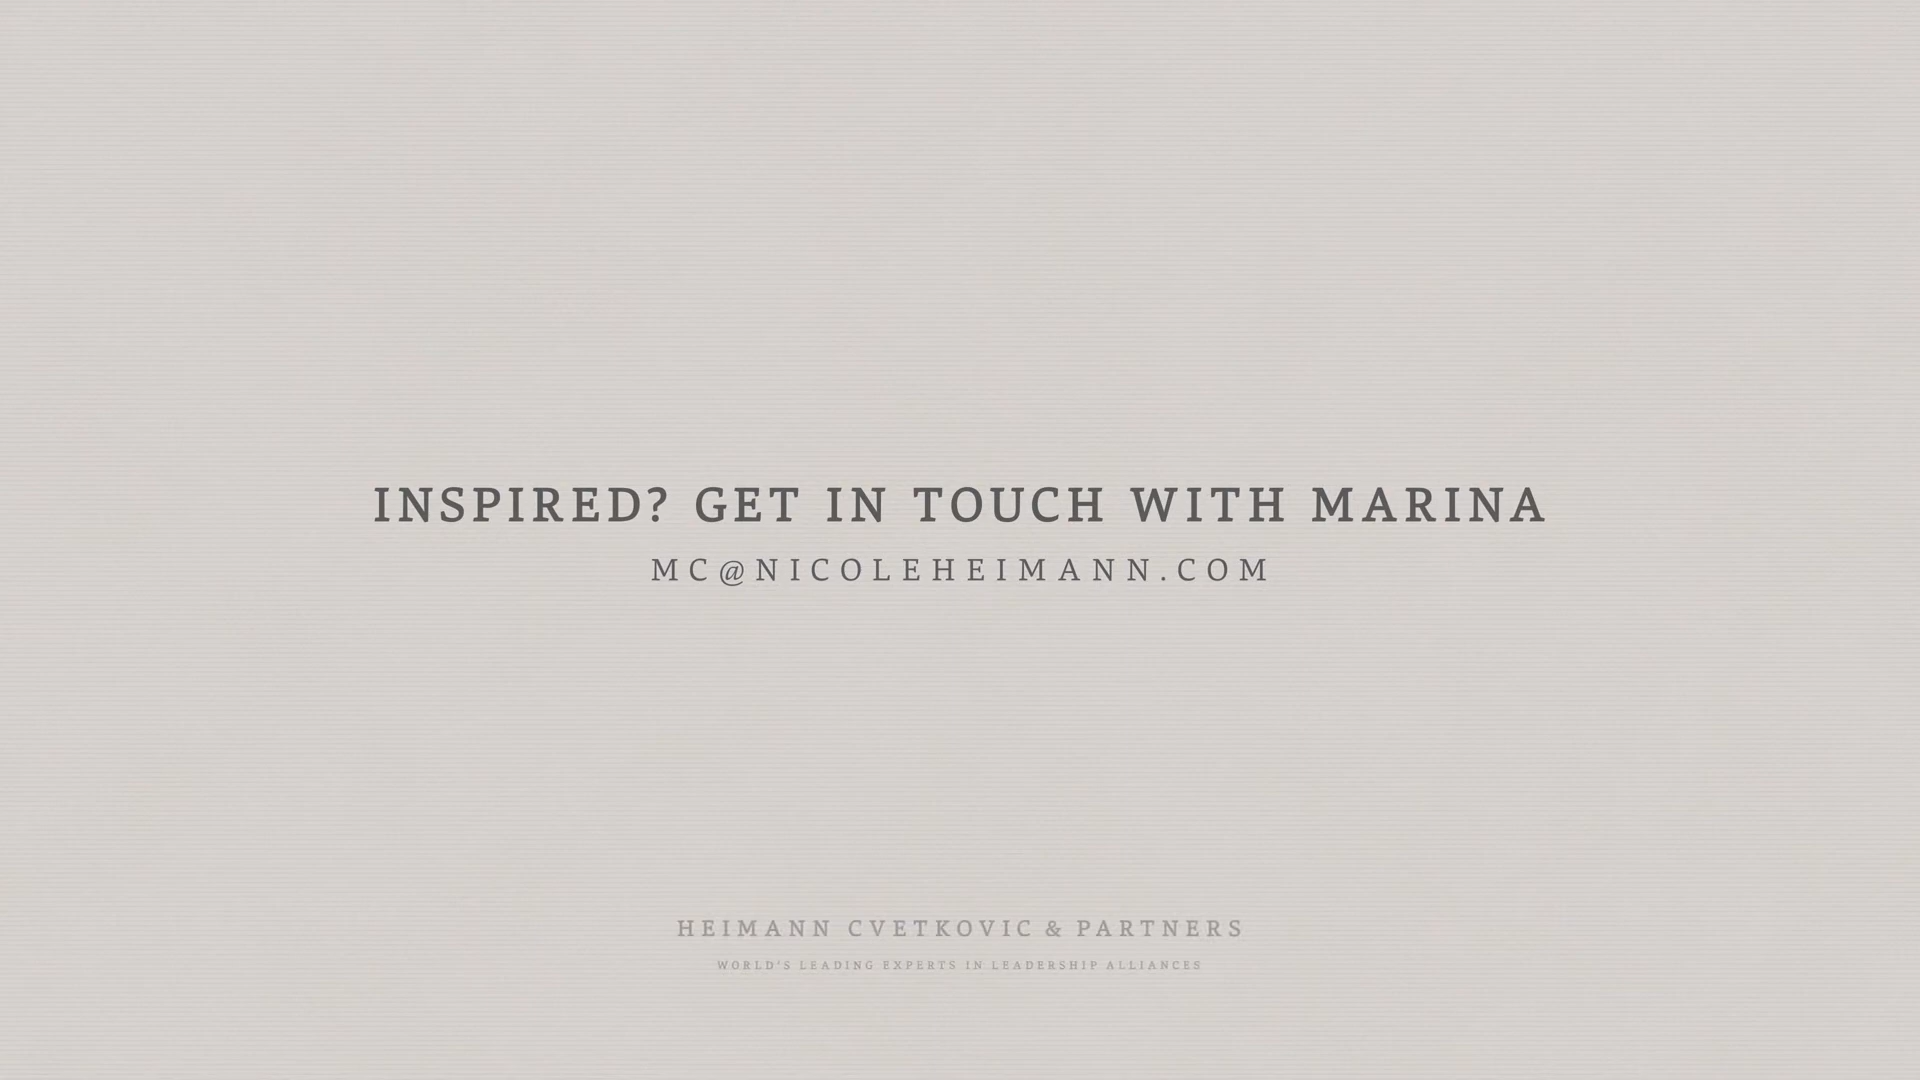 INSPIRED? GET IN TOUCH WITH MARINA
MC@NICOLEHEIMANN.COM
HEIMANN CVETKOVIC & PARTNERS
WORLD'S LEADING EXPERTS IN LEADERSHIP ALLIANCES